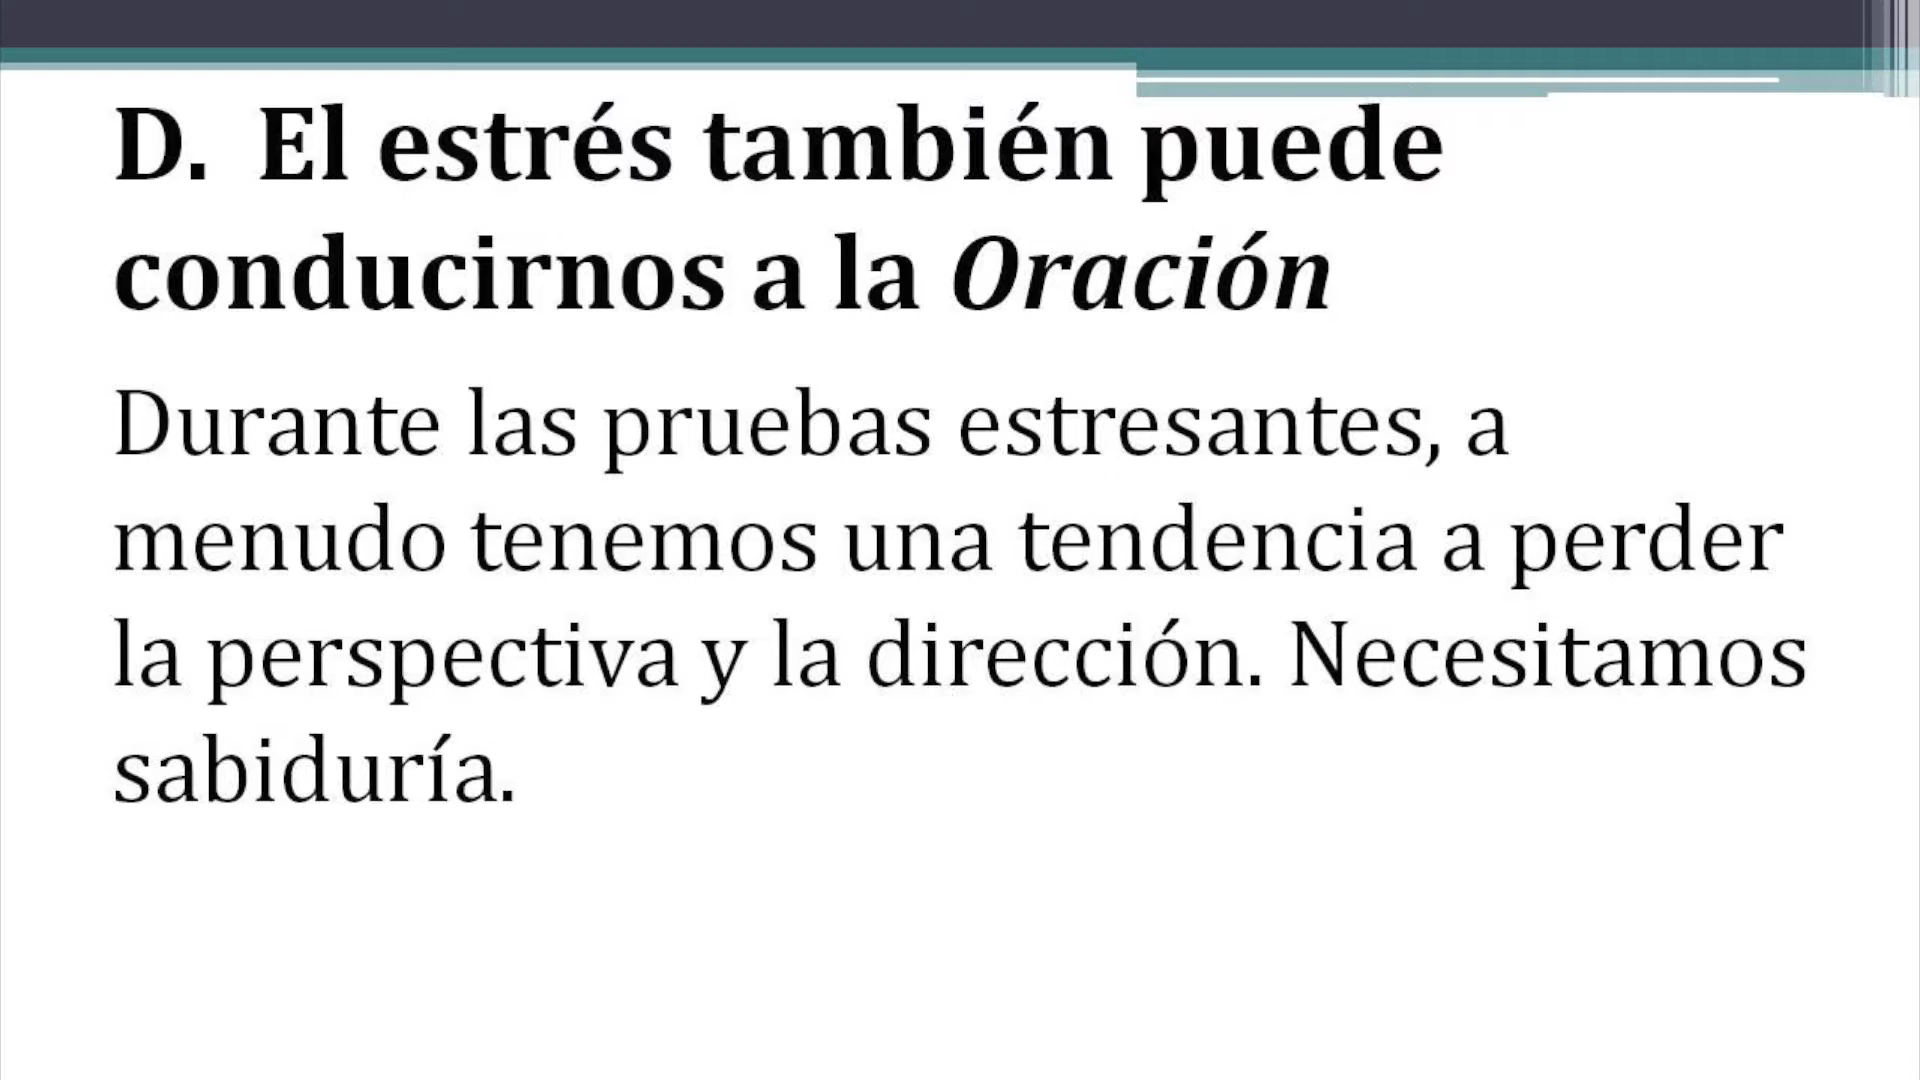 D. El estrés también puede
conducirnos a la Oración
Durante las pruebas estresantes, a
menudo tenemos una tendencia a perder
la perspectiva y la dirección. Necesitamos
sabiduría.